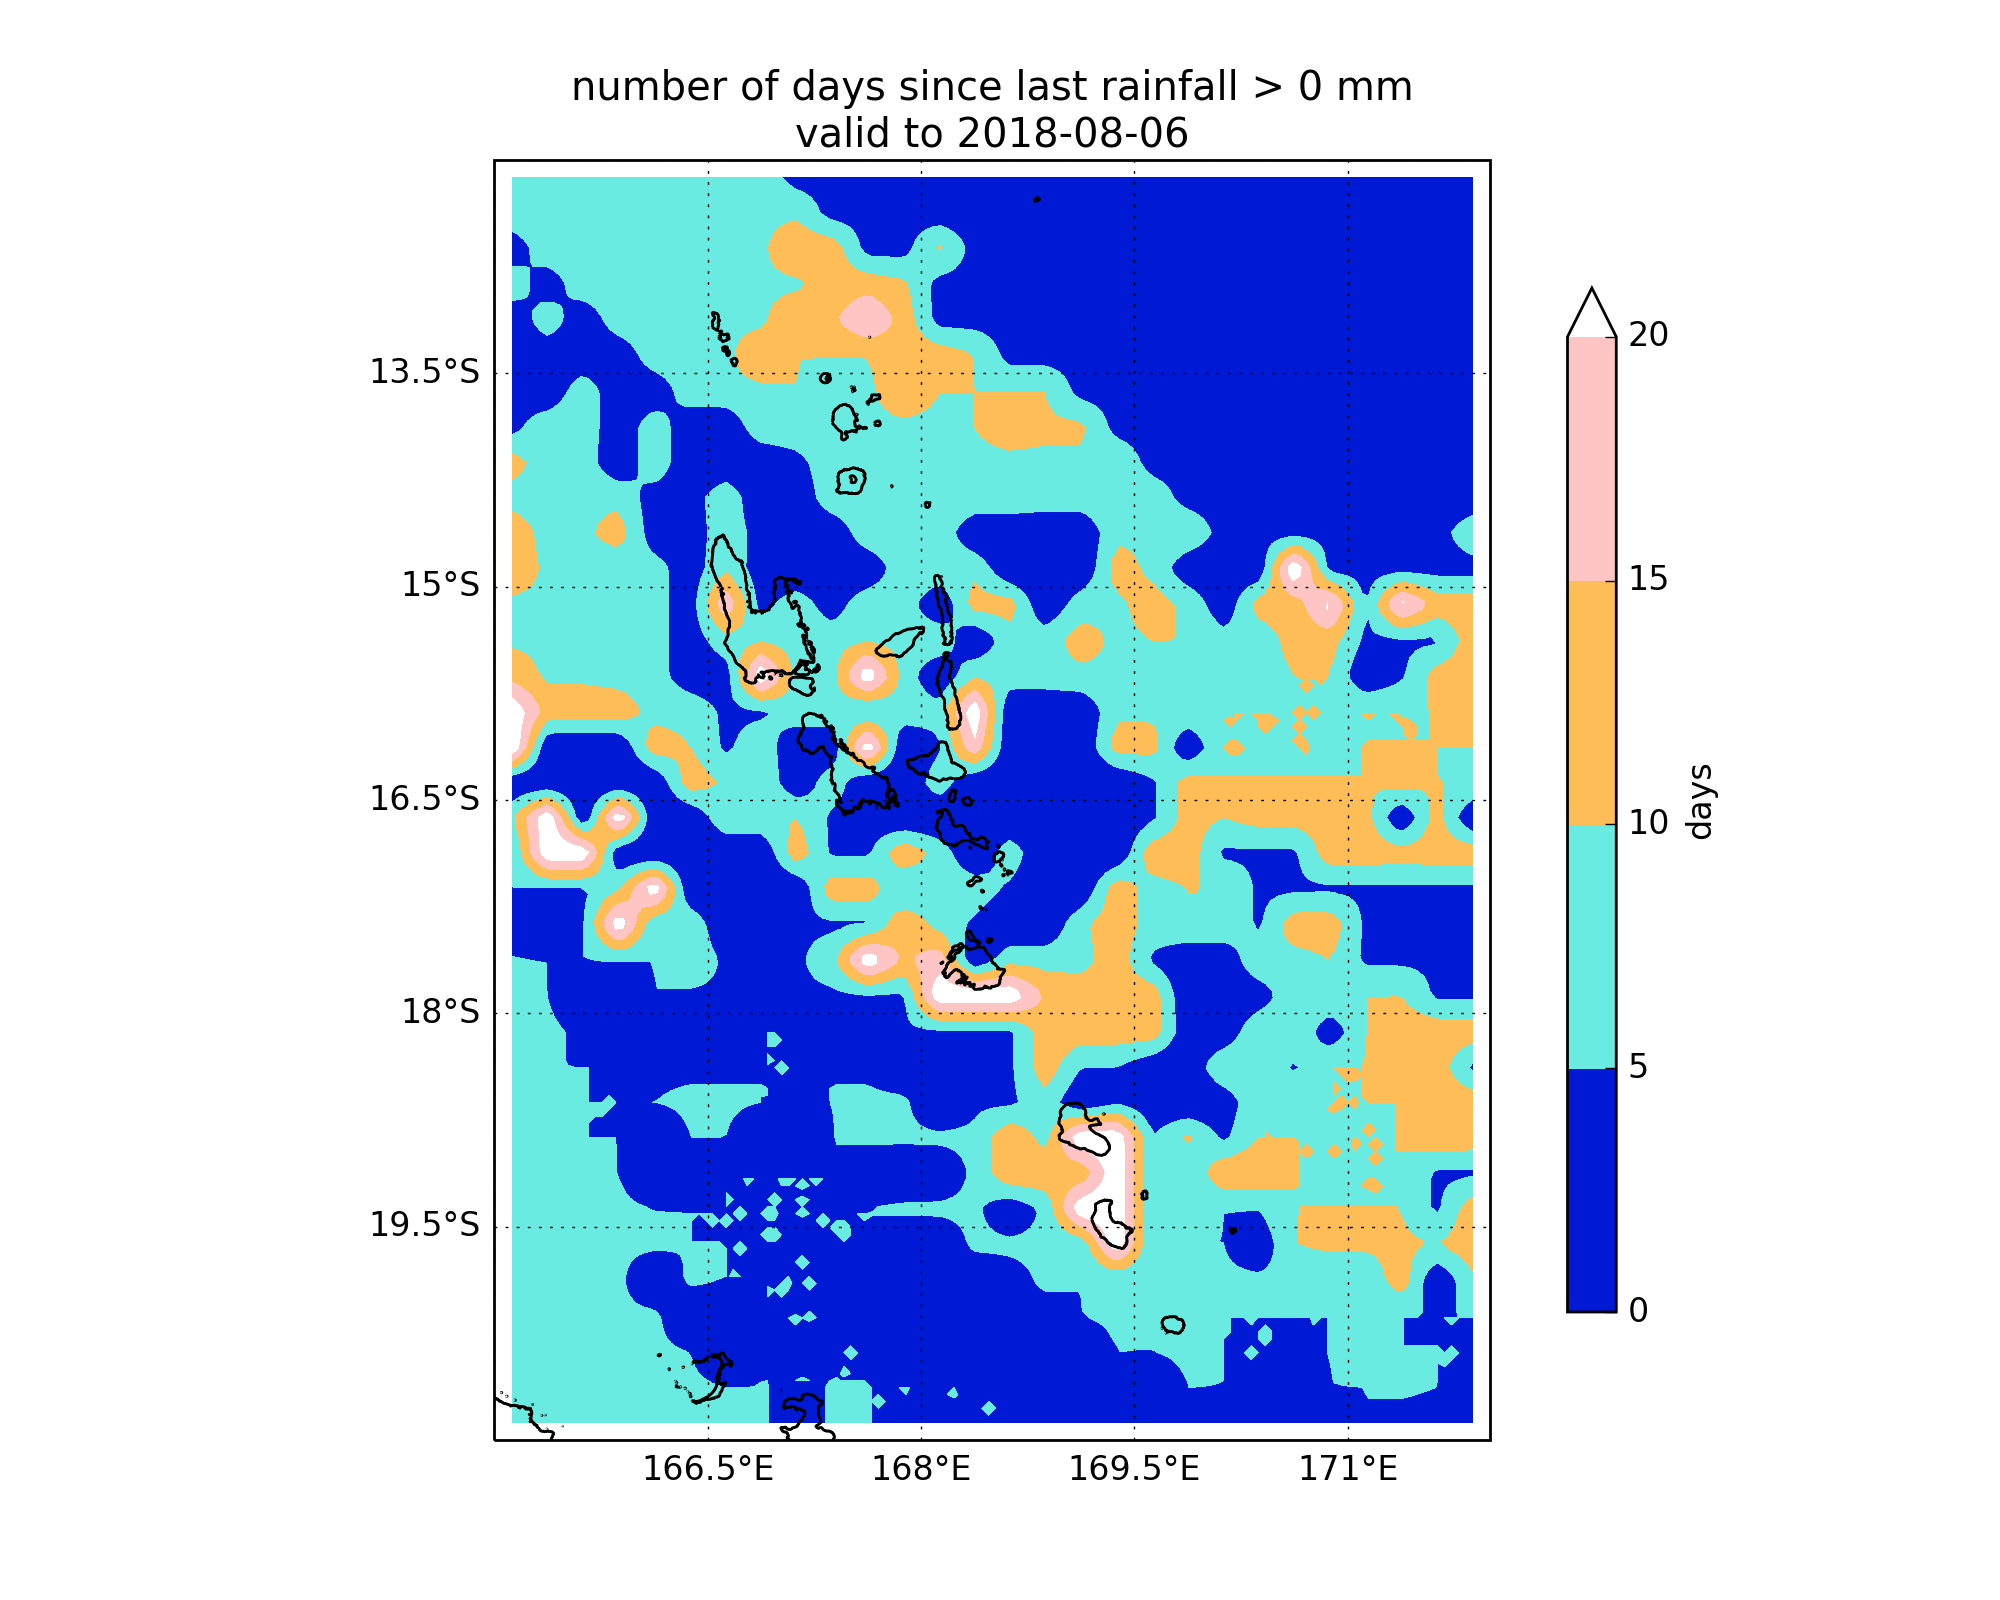 number of days since last rainfall > 0 mm
valid to 2018-08-06
13.5°S
15°S
16.5°S
18°S
19.5°S
166.5°E
168°E
169.5°E
171°E
20
15
10
5
0
days